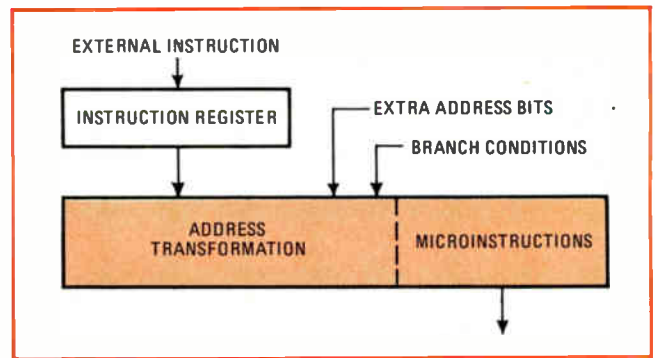 EXTERNAL INSTRUCTION
INSTRUCTION REGISTER
EXTRA ADDRESS BITS
BRANCH CONDITIONS
ADDRESS
TRANSFORMATION
MICROINSTRUCTIONS